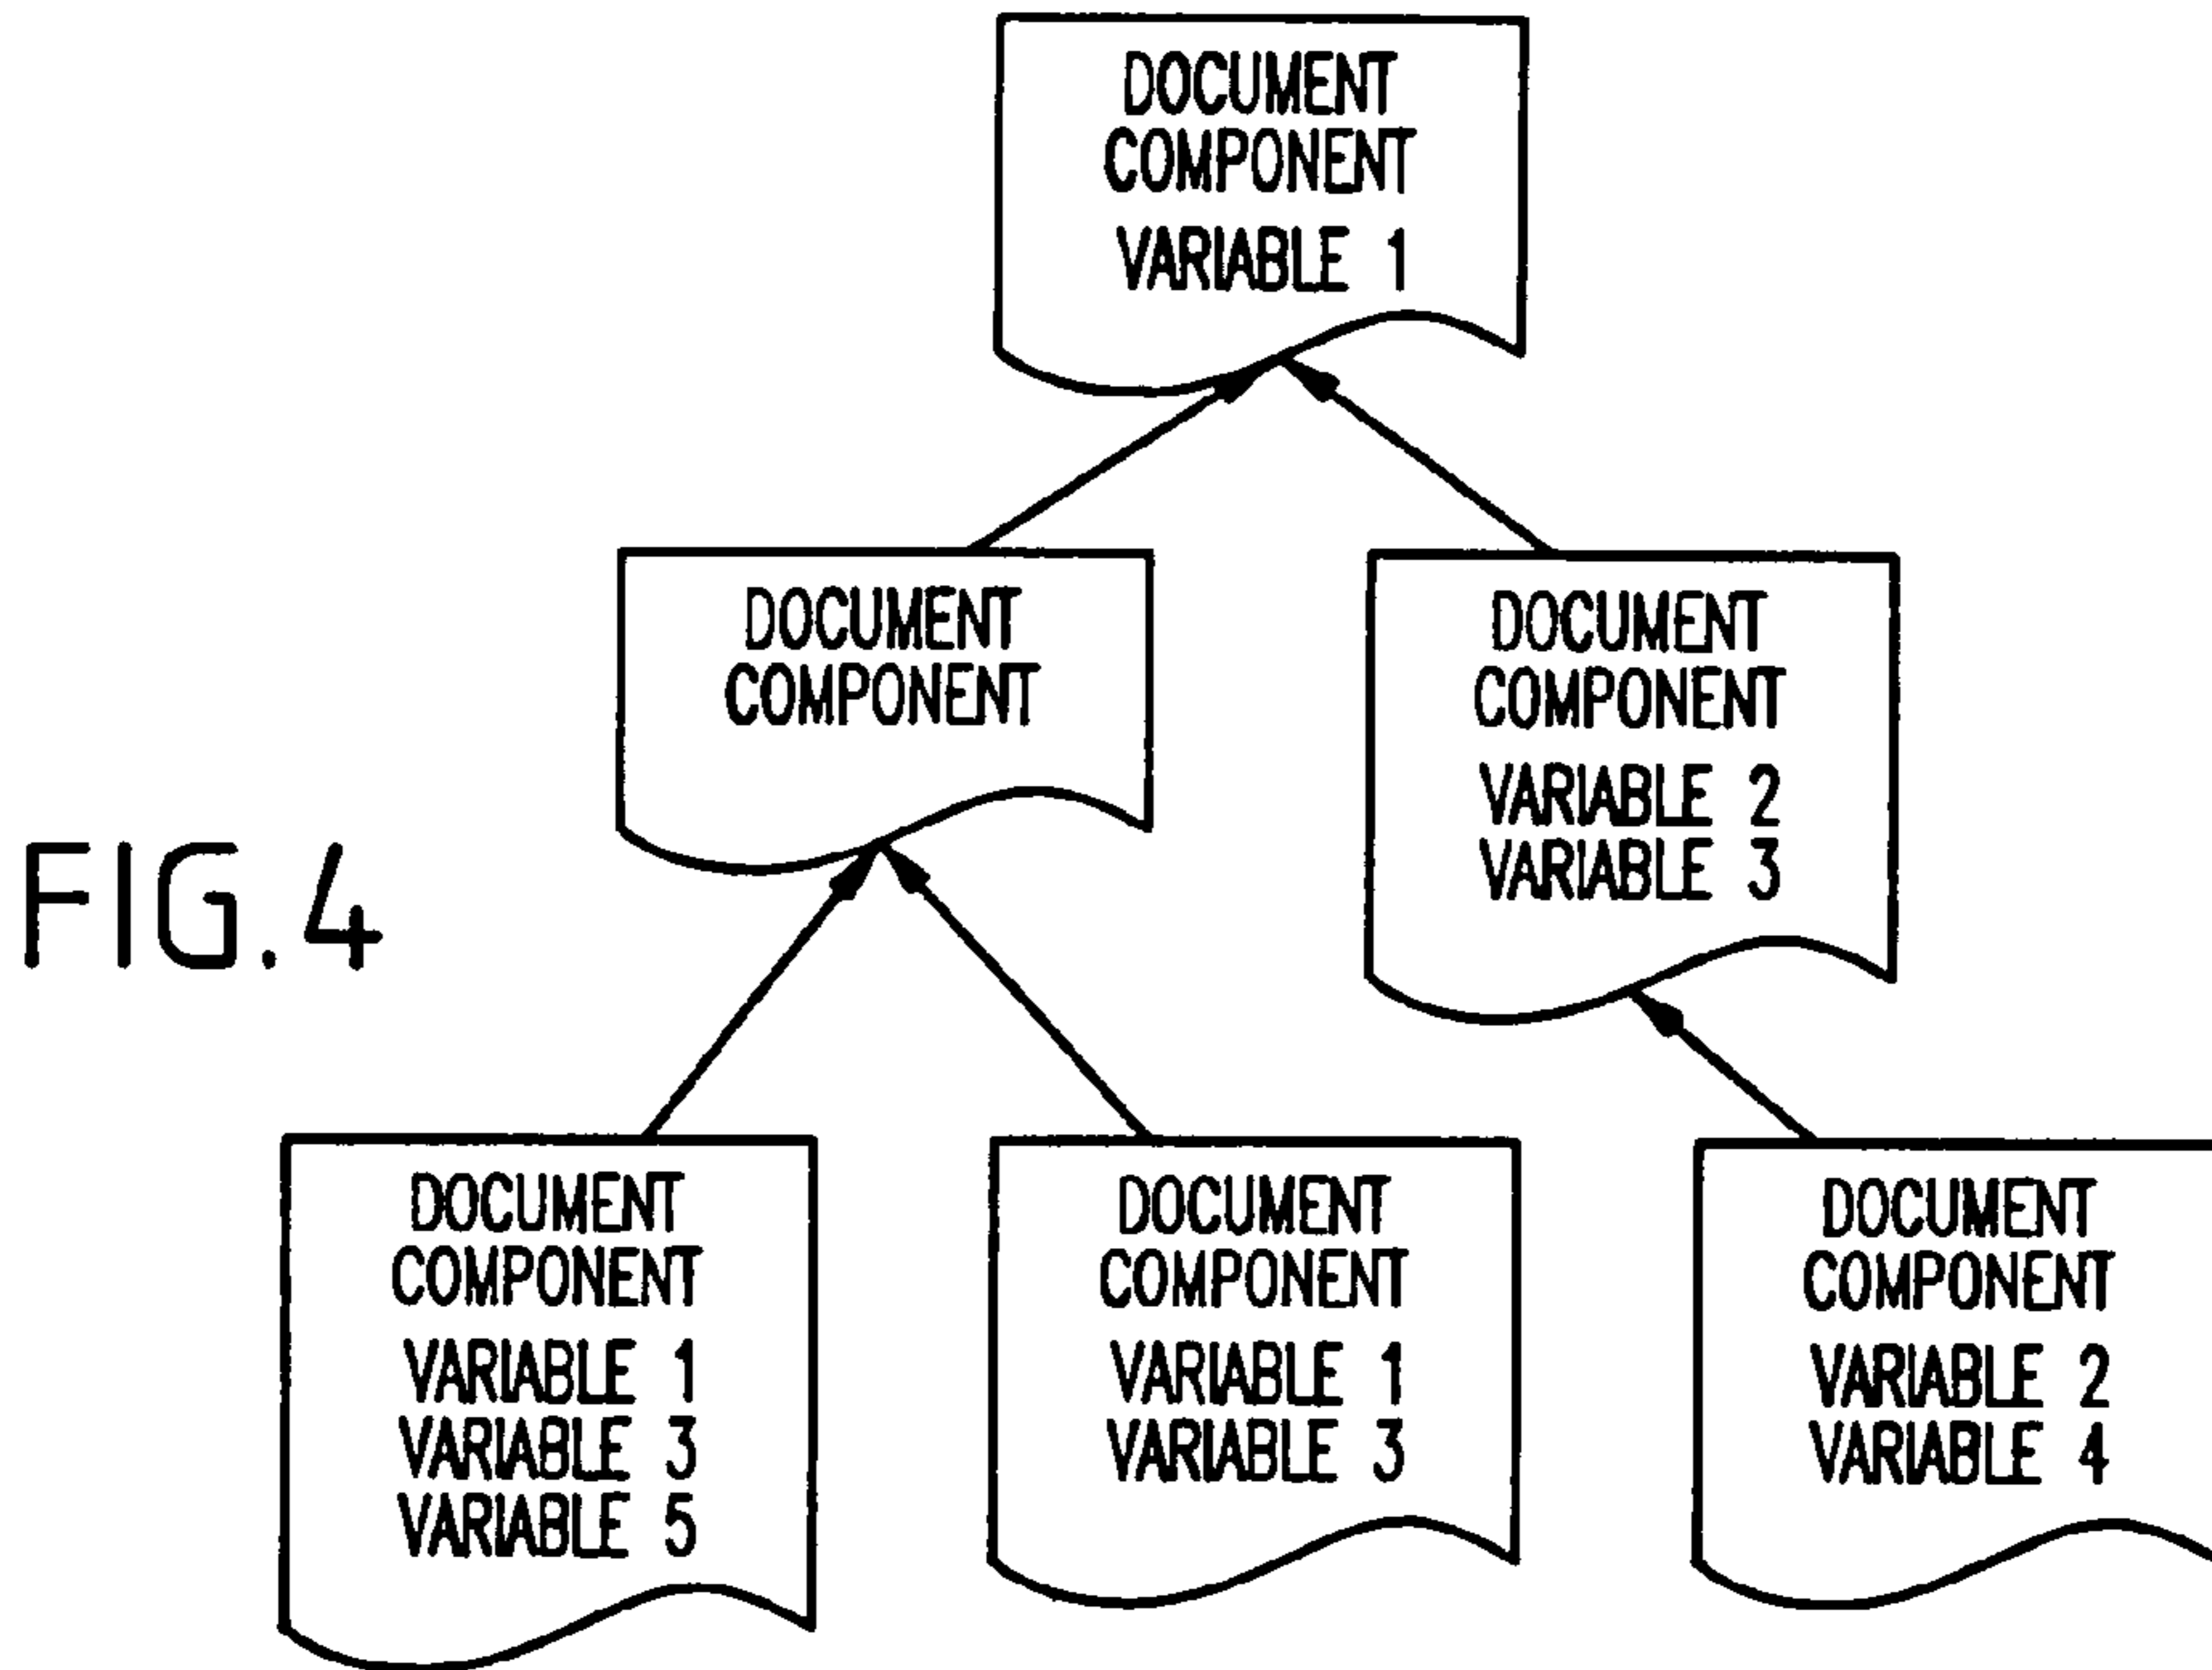 DOCUMENT
COMPONENT
VARIABLE 1
DOCUMENT
COMPONENT
DOCUMENT
COMPONENT
VARIABLE 2
VARIABLE 3
FIG.4
DOCUMENT
COMPONENT
VARIABLE 1
VARIABLE 3
VARIABLE 5
DOCUMENT
COMPONENT
VARIABLE 1
VARIABLE 3
DOCUMENT
COMPONENT
VARIABLE 2
VARIABLE 4